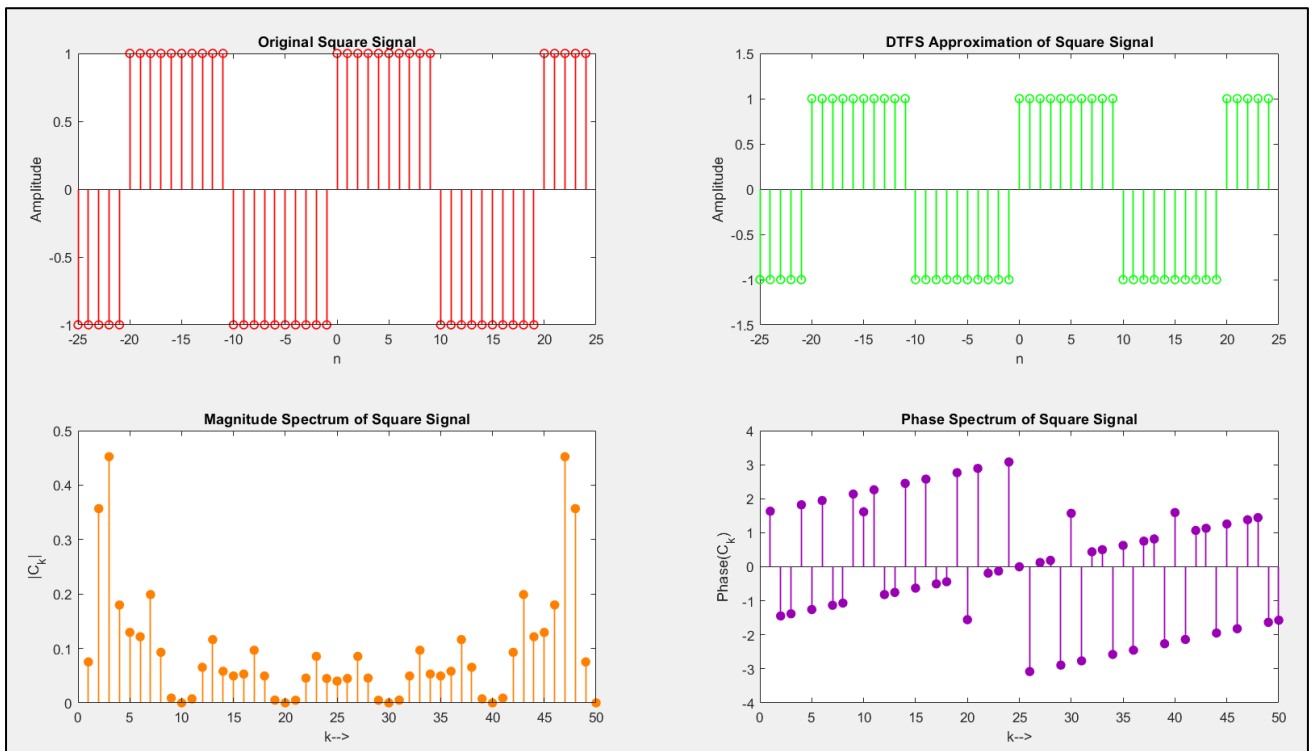 Original Square Signal
1
0.5
0
-0.5
-1
Amplitude
-25 -20 -15 -10 -5 0 5 10 15 20 25
n
DTFS Approximation of Square Signal
1.5
1
0.5
0
-0.5
-1
-1.5
Amplitude
-25 -20 -15 -10 -5 0 5 10 15 20 25
n
Magnitude Spectrum of Square Signal
0.5
0.4
0.3
0.2
0.1
0
|C_k|
0 5 10 15 20 25 30 35 40 45 50
k-->
Phase Spectrum of Square Signal
4
3
2
1
0
-1
-2
-3
-4
Phase(C_k)
0 5 10 15 20 25 30 35 40 45 50
k-->